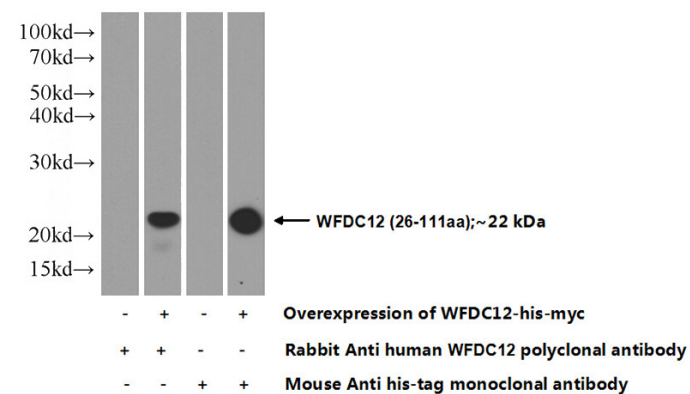 100kd→
70kd→
50kd→
40kd→
30kd→
20kd→
15kd→
WFDC12 (26-111aa);~22 kDa
- + - + Overexpression of WFDC12-his-myc
+ + - - Rabbit Anti human WFDC12 polyclonal antibody
- - + + Mouse Anti his-tag monoclonal antibody